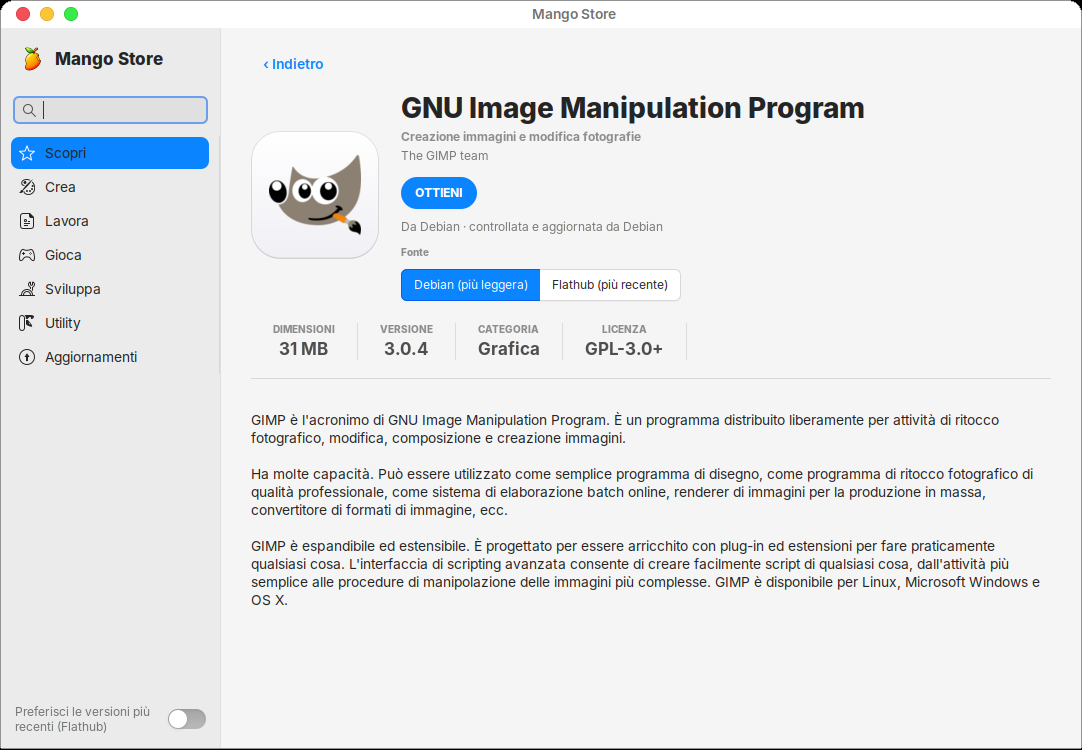 Mango Store
Mango Store
Scopri
Crea
Lavora
Gioca
Sviluppa
Utility
Aggiornamenti
Preferisci le versioni più
recenti (Flathub)
‹ Indietro
GNU Image Manipulation Program
Creazione immagini e modifica fotografie
The GIMP team
OTTIENI
Da Debian · controllata e aggiornata da Debian
Fonte
Debian (più leggera) Flathub (più recente)
DIMENSIONI VERSIONE CATEGORIA LICENZA
31 MB 3.0.4 Grafica GPL-3.0+
GIMP è l'acronimo di GNU Image Manipulation Program. È un programma distribuito liberamente per attività di ritocco
fotografico, modifica, composizione e creazione immagini.
Ha molte capacità. Può essere utilizzato come semplice programma di disegno, come programma di ritocco fotografico di
qualità professionale, come sistema di elaborazione batch online, renderer di immagini per la produzione in massa,
convertitore di formati di immagine, ecc.
GIMP è espandibile ed estensibile. È progettato per essere arricchito con plug-in ed estensioni per fare praticamente
qualsiasi cosa. L'interfaccia di scripting avanzata consente di creare facilmente script di qualsiasi cosa, dall'attività più
semplice alle procedure di manipolazione delle immagini più complesse. GIMP è disponibile per Linux, Microsoft Windows e
OS X.